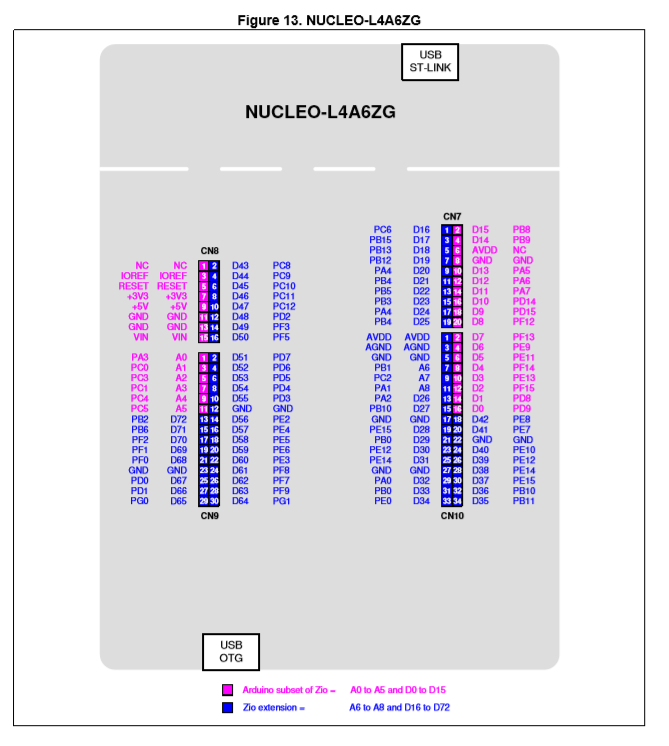 Figure 13. NUCLEO-L4A6ZG
USB
ST-LINK
NUCLEO-L4A6ZG
CN7
PC6 D16 1 2 D15 PB8
PB15 D17 3 4 D14 PB9
PB13 D18 5 6 AVDD NC
PB12 D19 7 8 GND GND
PA4 D20 9 10 D13 PA5
PB4 D21 11 12 D12 PA6
PB5 D22 13 14 D11 PA7
PB3 D23 15 16 D10 PD14
PA4 D24 17 18 D9 PD15
PB4 D25 19 20 D8 PF12
CN8
NC NC 1 2 D43 PC8
IOREF IOREF 3 4 D44 PC9
RESET RESET 5 6 D45 PC10
+3V3 +3V3 7 8 D46 PC11
+5V +5V 9 10 D47 PC12
GND GND 11 12 D48 PD2
GND GND 13 14 D49 PF3
VIN VIN 15 16 D50 PF5
AVDD AVDD 1 2 D7 PF13
AGND AGND 3 4 D6 PE9
GND GND 5 6 D5 PE11
PB1 A6 7 8 D4 PF14
PC2 A7 9 10 D3 PE13
PA1 A8 11 12 D2 PF15
PA2 D26 13 14 D1 PD8
PB10 D27 15 16 D0 PD9
GND GND 17 18 D42 PE8
PE15 D28 19 20 D41 PE7
PB0 D29 21 22 GND GND
PE12 D30 23 24 D40 PE10
PE14 D31 25 26 D39 PE12
GND GND 27 28 D38 PE14
PA0 D32 29 30 D37 PE15
PB0 D33 31 32 D36 PB10
PE0 D34 33 34 D35 PB11
CN10
PA3 A0 1 2 D51 PD7
PC0 A1 3 4 D52 PD6
PC3 A2 5 6 D53 PD5
PC1 A3 7 8 D54 PD4
PC4 A4 9 10 D55 PD3
PC5 A5 11 12 GND GND
PB2 D72 13 14 D56 PE2
PB6 D71 15 16 D57 PE4
PF2 D70 17 18 D58 PE5
PF1 D69 19 20 D59 PE6
PF0 D68 21 22 D60 PE3
GND GND 23 24 D61 PF8
PD0 D67 25 26 D62 PF7
PD1 D66 27 28 D63 PF9
PG0 D65 29 30 D64 PG1
CN9
USB
OTG
Arduino subset of Zio = A0 to A5 and D0 to D15
Zio extension = A6 to A8 and D16 to D72